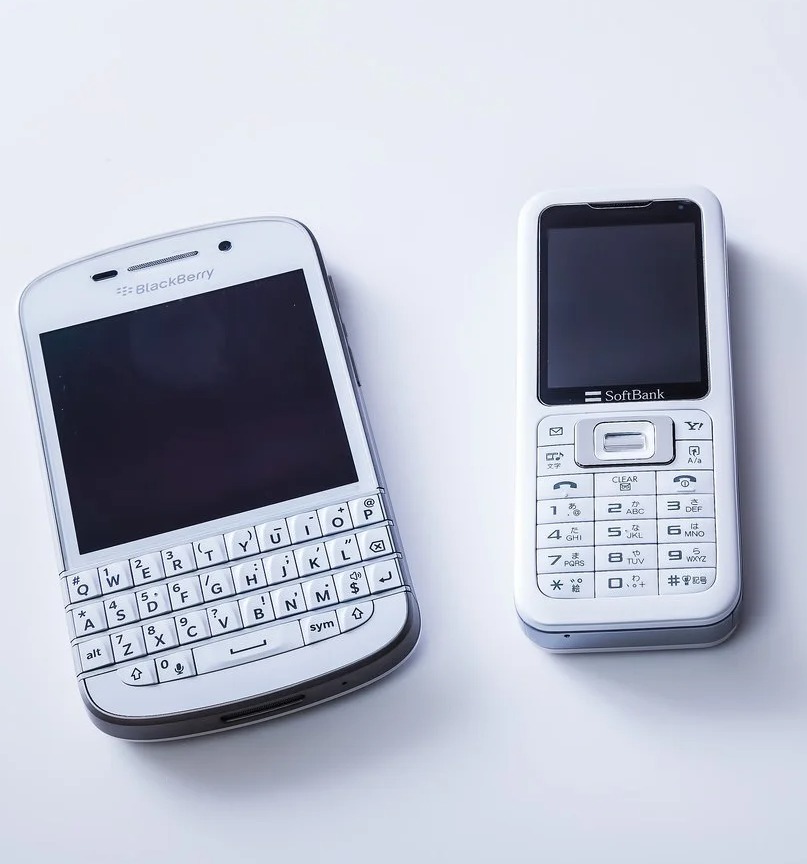 BlackBerry
# Q 1 W 2 E 3 R ( T ) Y _ U - I + O @ P
* A 4 S 5 D 6 F / G : H ; J ' K " L
alt 7 Z 8 X 9 C ? V ! B , N . M $
0 sym
SoftBank
Y!
文字 A/a
CLEAR
1 あ .@ 2 か ABC 3 さ DEF
4 た GHI 5 な JKL 6 は MNO
7 ま PQRS 8 や TUV 9 ら WXYZ
* 絵 0 わ # 記号